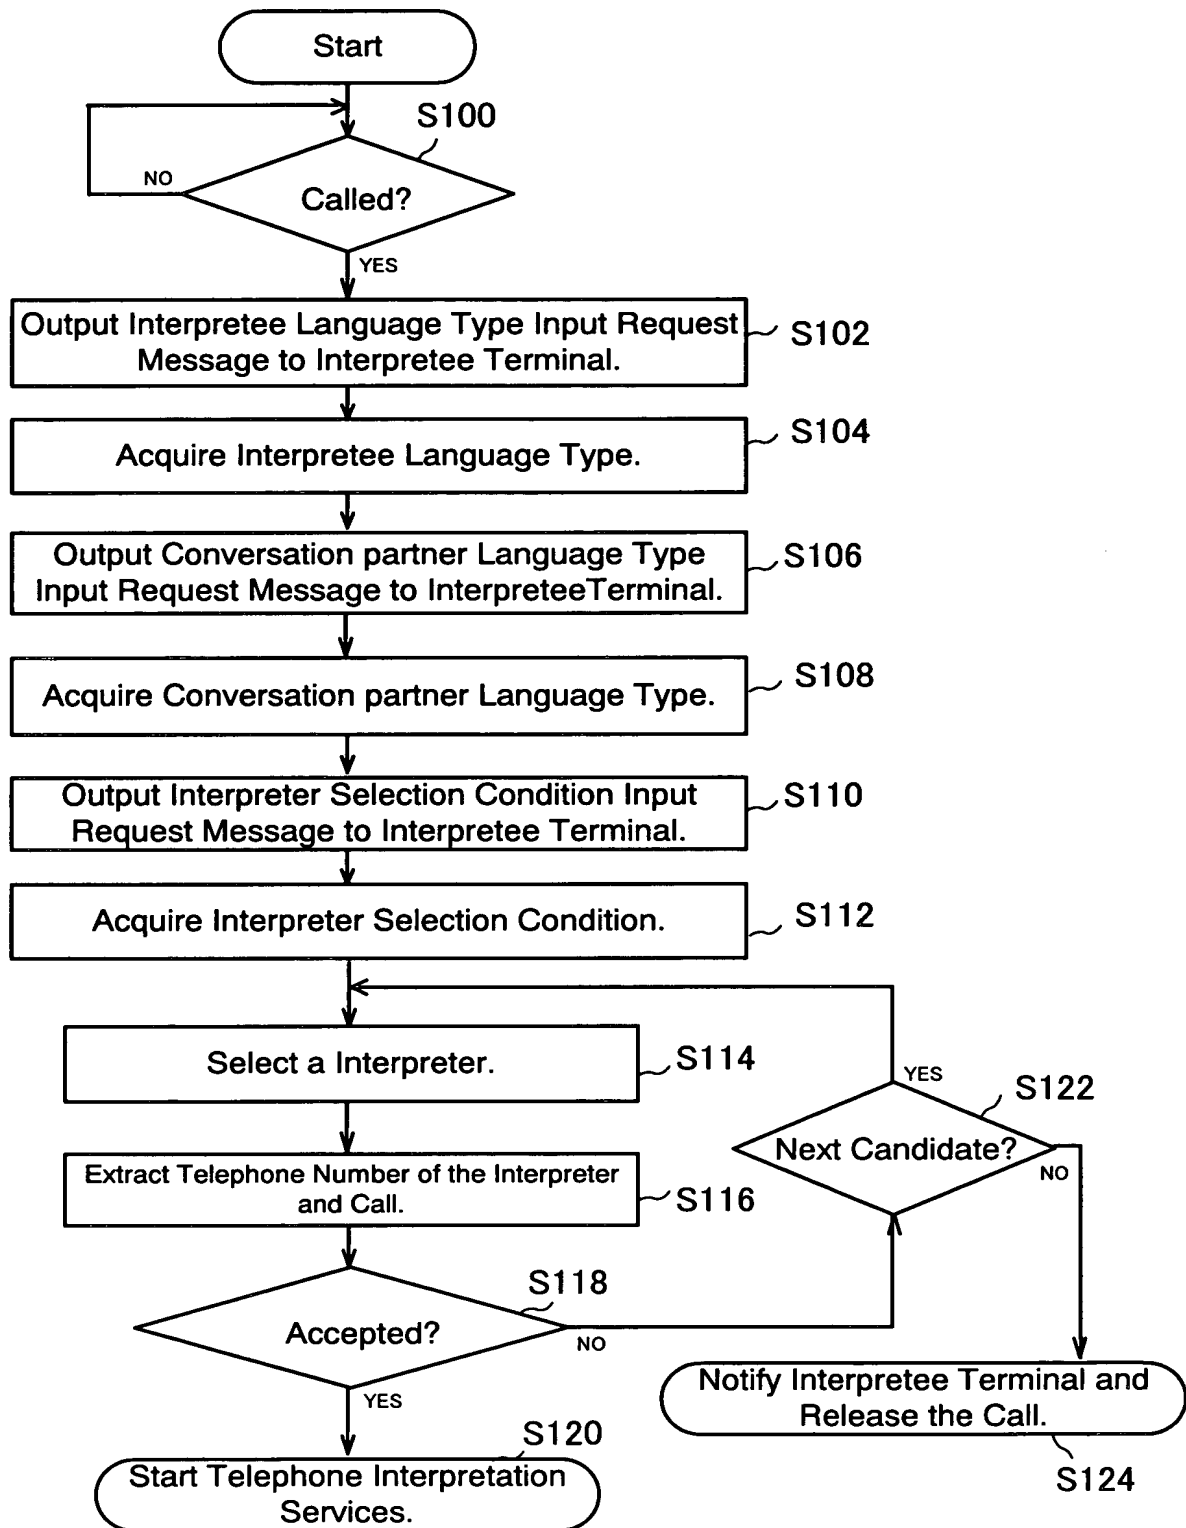 Start
S100
NO
Called?
YES
Output Interpretee Language Type Input Request
Message to Interpretee Terminal.
S102
Acquire Interpretee Language Type.
S104
Output Conversation partner Language Type
Input Request Message to InterpreteeTerminal.
S106
Acquire Conversation partner Language Type.
S108
Output Interpreter Selection Condition Input
Request Message to Interpretee Terminal.
S110
Acquire Interpreter Selection Condition.
S112
Select a Interpreter.
S114
YES
S122
Next Candidate?
NO
Extract Telephone Number of the Interpreter
and Call.
S116
S118
Accepted?
NO
YES
Notify Interpretee Terminal and
Release the Call.
S124
S120
Start Telephone Interpretation
Services.